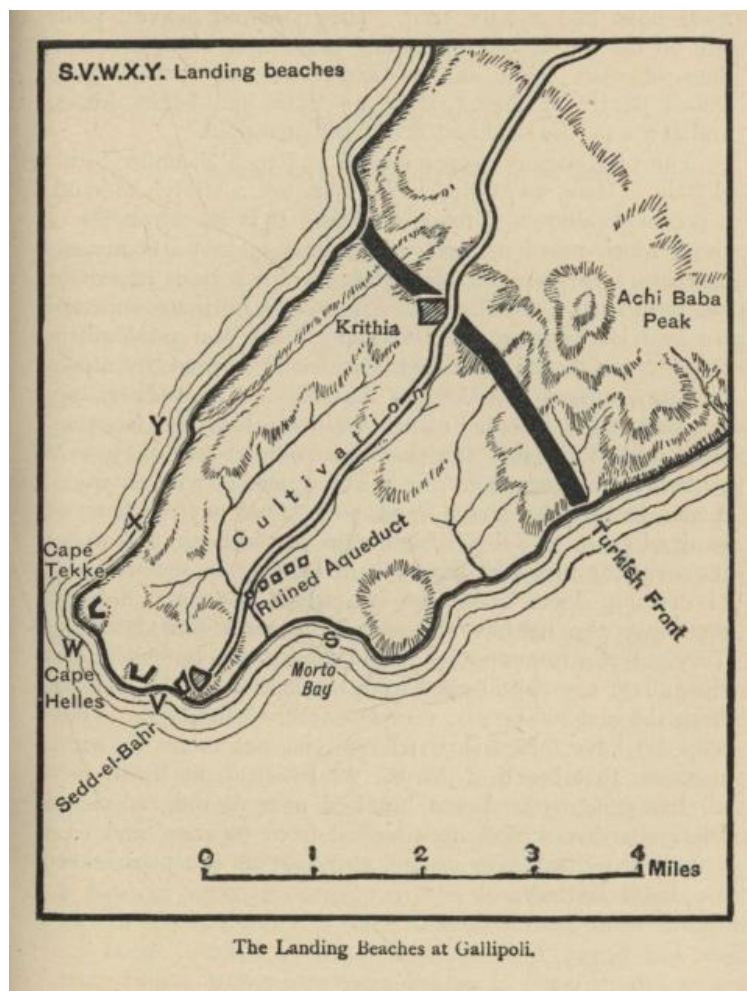 S.V.W.X.Y. Landing beaches
Achi Baba
Peak
Krithia
Y
Cultivation
X
Cape
Tekke
Ruined Aqueduct
Turkish Front
W
S
Cape
Helles
Morto
Bay
V
Sedd-el-Bahr
0 1 2 3 4 Miles
The Landing Beaches at Gallipoli.